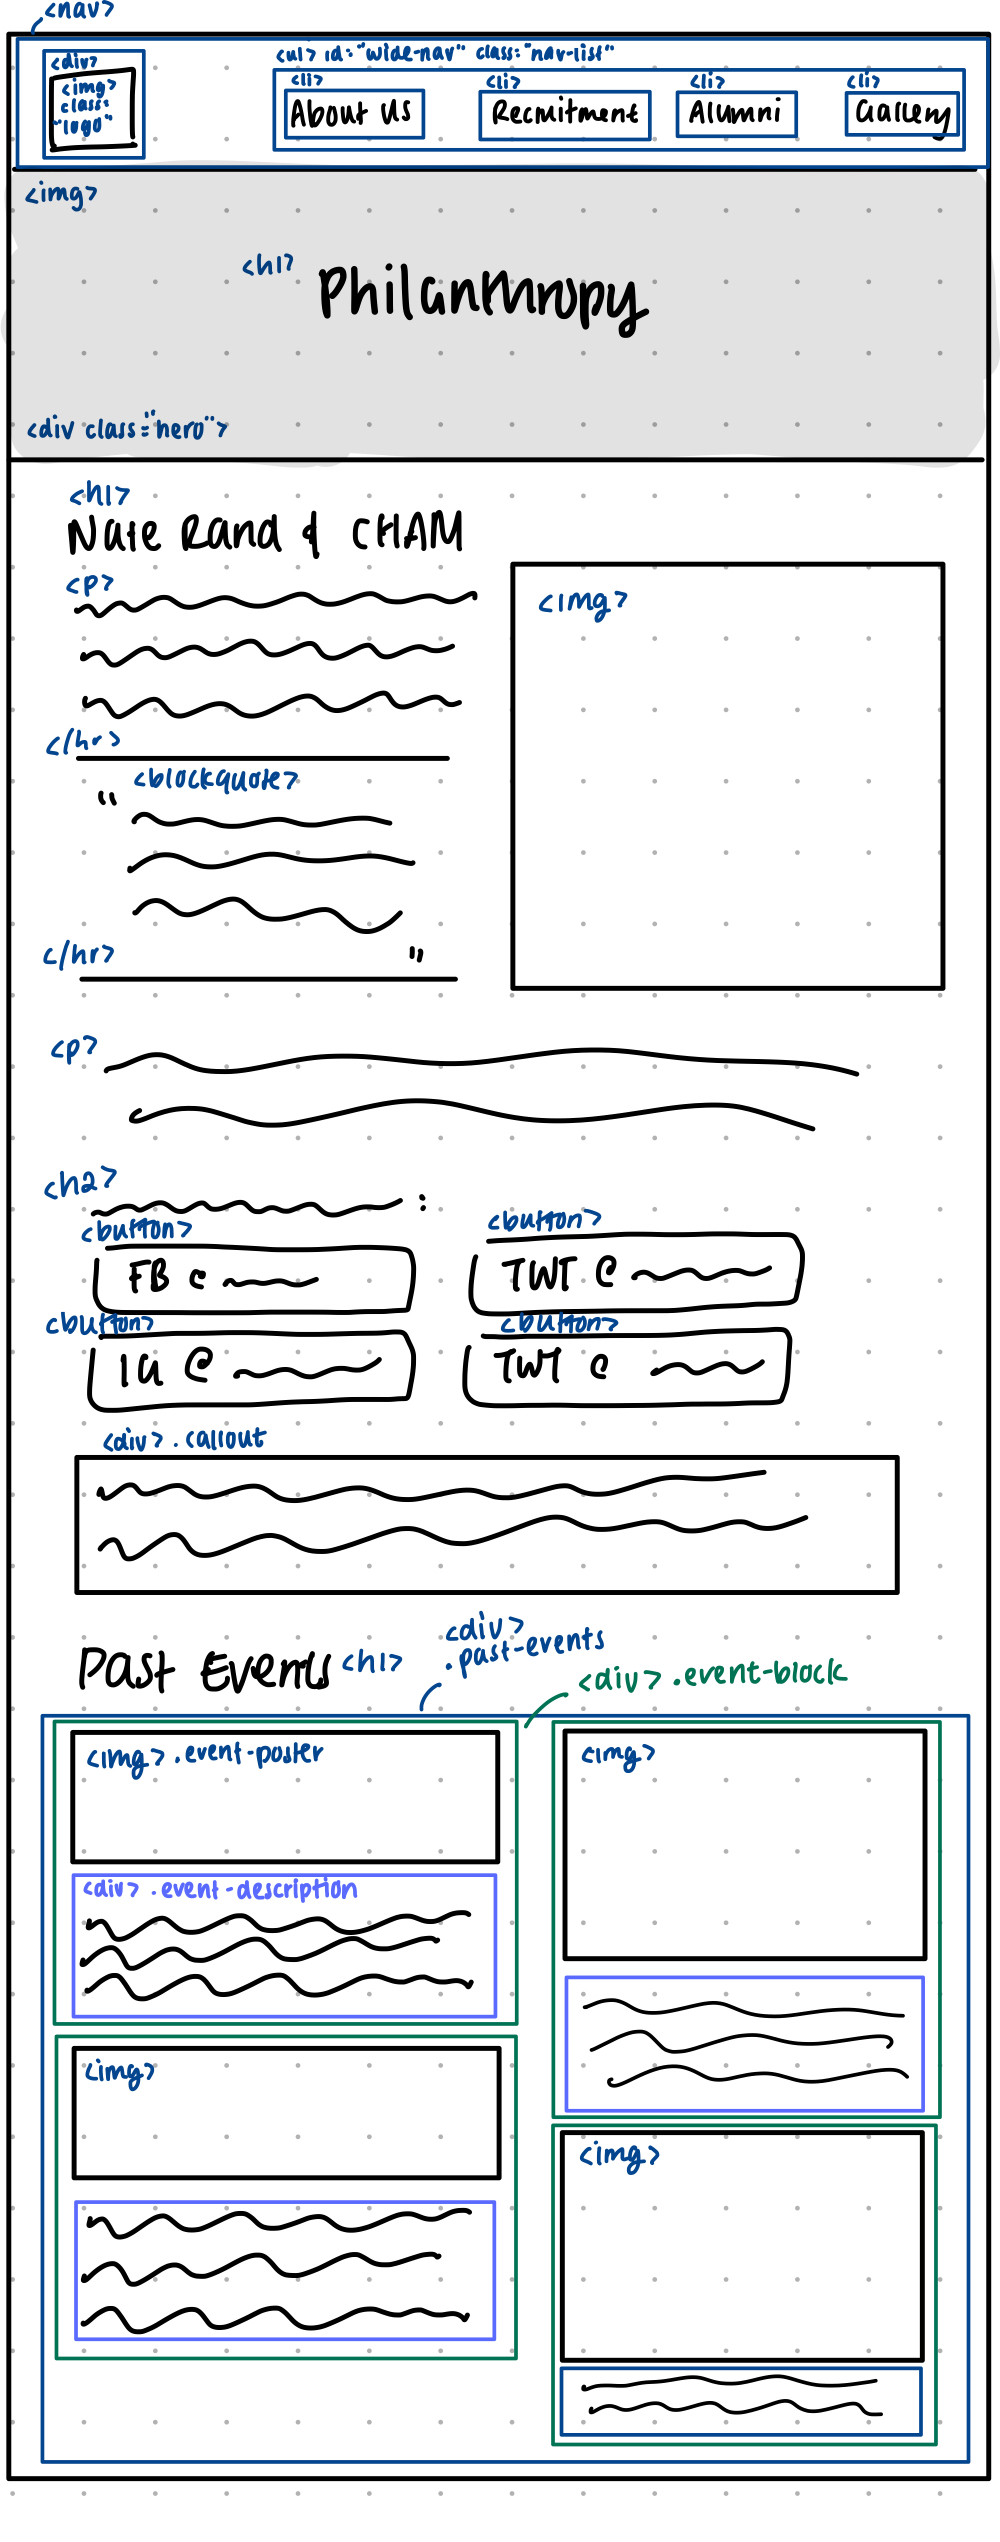 <nav>
<div>
<img>
class=
"logo"
<ul> id="wide-nav" class="nav-list"
<li> <li> <li> <li>
About Us Recruitment Alumni Gallery
<img>
<h1> Philanthropy
<div class="hero">
<h1>
Nate Rand & CHAM
<p>
<img>
</hr>
<blockquote>
"
"
</hr>
<p>
<h2> :
<button> <button>
FB @ TWT @
<button> <button>
IG @ TWT @
<div> .callout
<div>
.past-events
Past Events <h1>
<div> .event-block
<img> .event-poster <img>
<div> .event-description
<img>
<img>